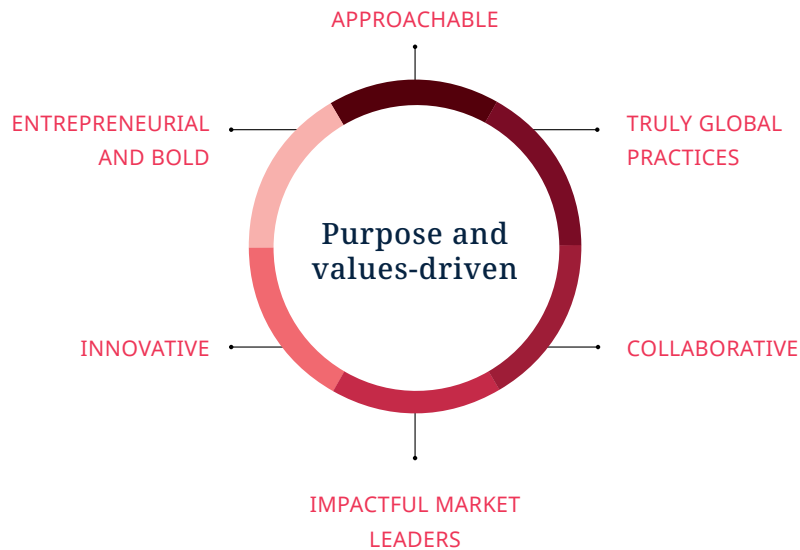 APPROACHABLE
ENTREPRENEURIAL
AND BOLD
TRULY GLOBAL
PRACTICES
Purpose and
values-driven
INNOVATIVE
COLLABORATIVE
IMPACTFUL MARKET
LEADERS